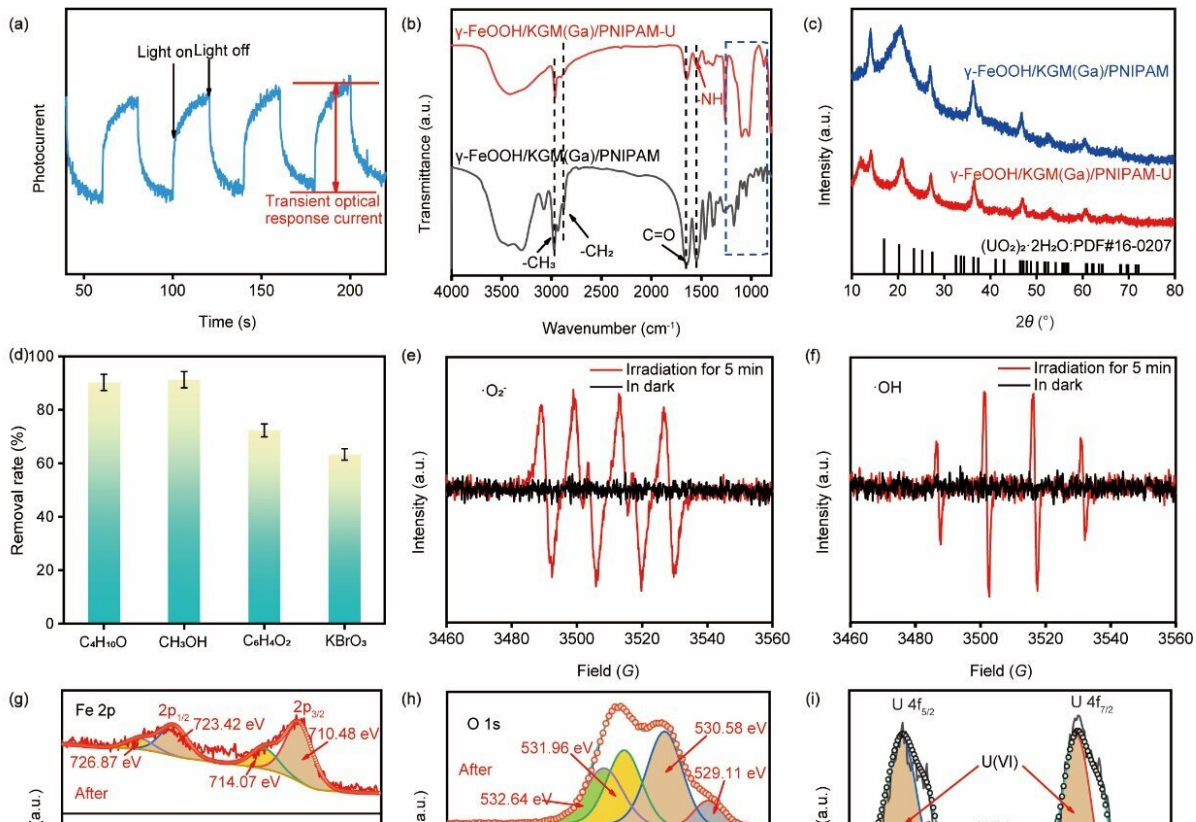 (a)
Light on
Light off
Transient optical
response current
Photocurrent
50
100
150
200
Time (s)
(b)
γ-FeOOH/KGM(Ga)/PNIPAM-U
-NH
γ-FeOOH/KGM(Ga)/PNIPAM
-CH₃
-CH₂
C=O
Transmittance (a.u.)
4000
3000
2500
2000
1500
1000
Wavenumber (cm⁻¹)
(c)
γ-FeOOH/KGM(Ga)/PNIPAM
γ-FeOOH/KGM(Ga)/PNIPAM-U
(UO₂)₂·2H₂O:PDF#16-0207
Intensity (a.u.)
10
20
30
40
50
60
70
80
2θ (°)
(d)
100
80
60
40
20
0
Removal rate (%)
C₄H₁₀O
CH₃OH
C₆H₄O₂
KBrO₃
(e)
Irradiation for 5 min
In dark
·O₂⁻
Intensity (a.u.)
3460
3480
3500
3520
3540
3560
Field (G)
(f)
Irradiation for 5 min
In dark
·OH
Intensity (a.u.)
3460
3480
3500
3520
3540
3560
Field (G)
(g)
Fe 2p
2p₁/₂
723.42 eV
2p₃/₂
710.48 eV
726.87 eV
714.07 eV
After
(a.u.)
(h)
O 1s
530.58 eV
531.96 eV
After
529.11 eV
532.64 eV
a.u.)
(i)
U 4f₅/₂
U 4f₇/₂
U(VI)
(a.u.)